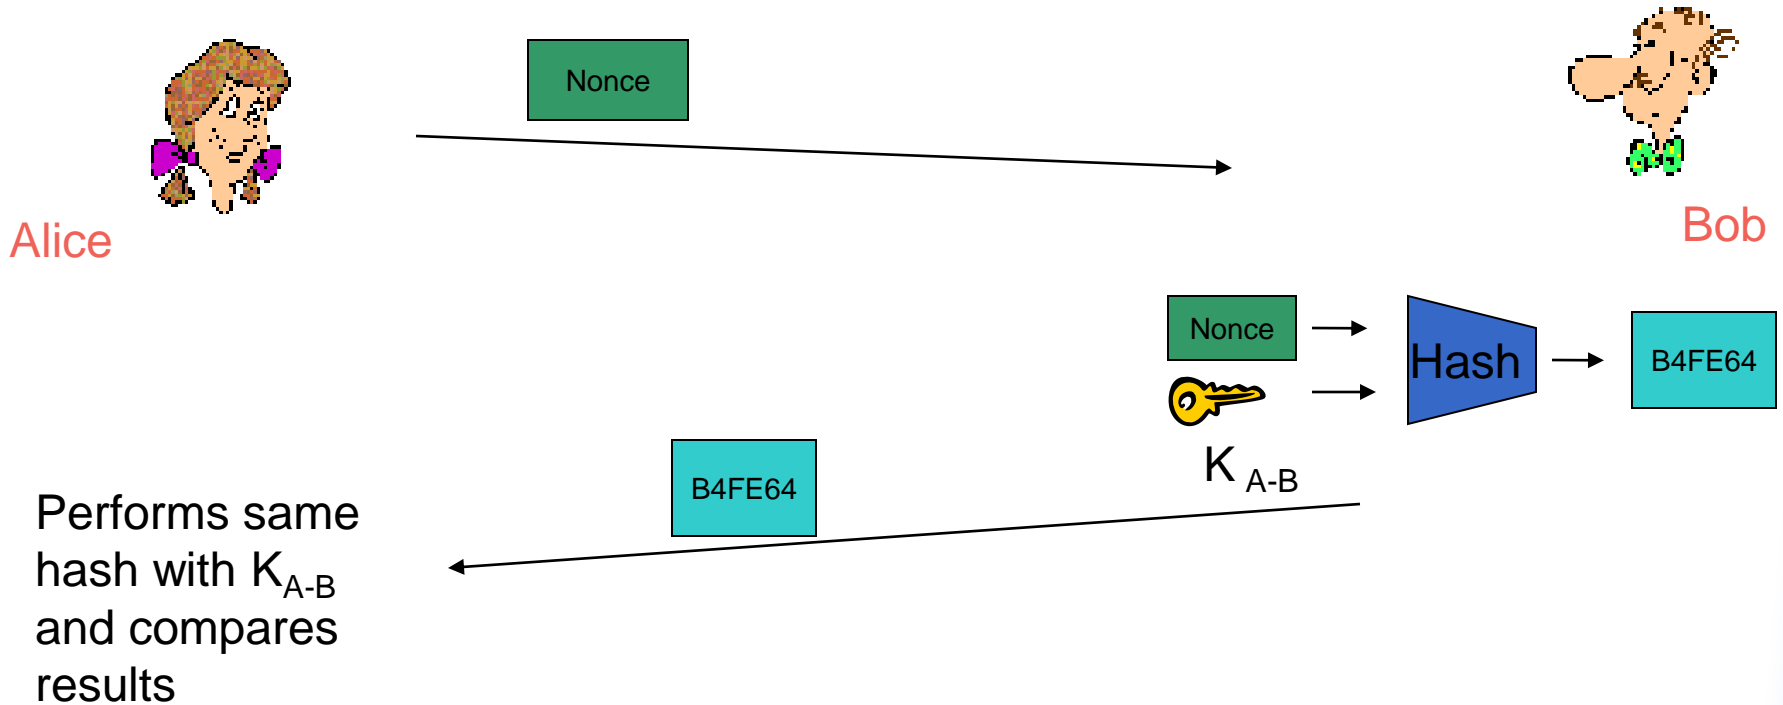 Nonce
Alice
Bob
Nonce
Hash
B4FE64
K A-B
B4FE64
Performs same
hash with KA-B
and compares
results